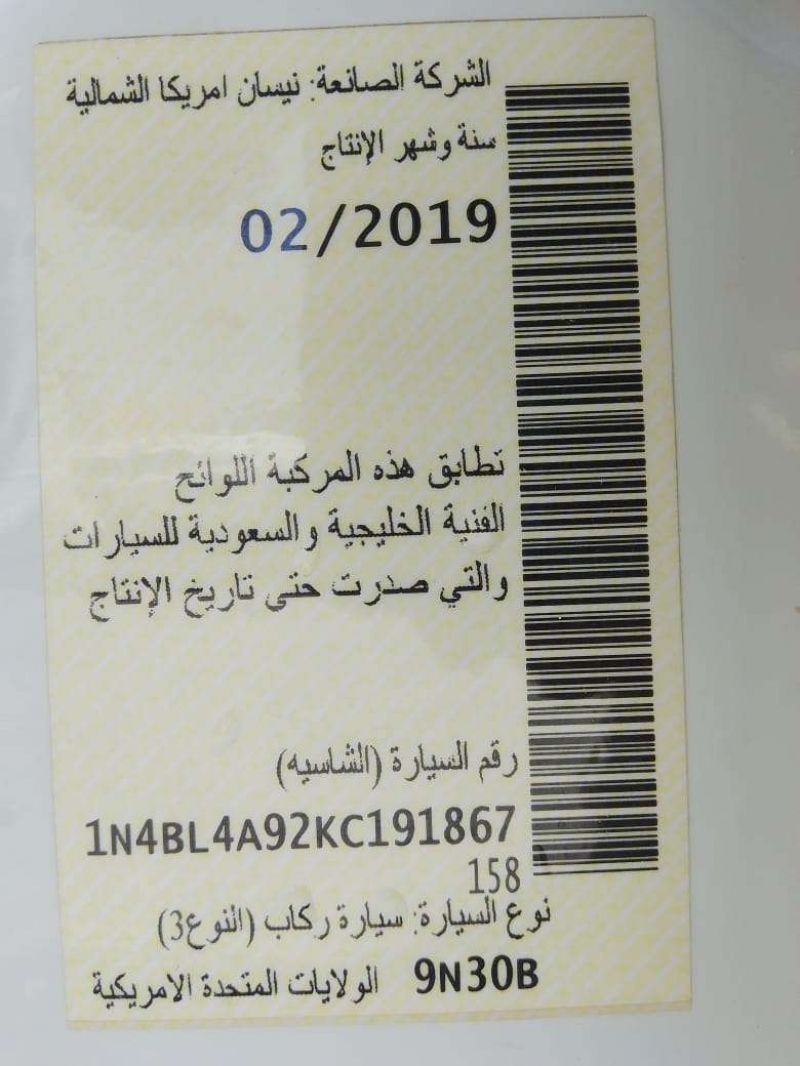 الشركة الصانعة: نيسان امريكا الشمالية
سنة وشهر الإنتاج
02/2019
تطابق هذه المركبة اللوائح
الفنية الخليجية والسعودية للسيارات
والتي صدرت حتى تاريخ الإنتاج
رقم السيارة (الشاسيه)
1N4BL4A92KC191867
158
نوع السيارة: سيارة ركاب (النوع3)
9N30B الولايات المتحدة الامريكية